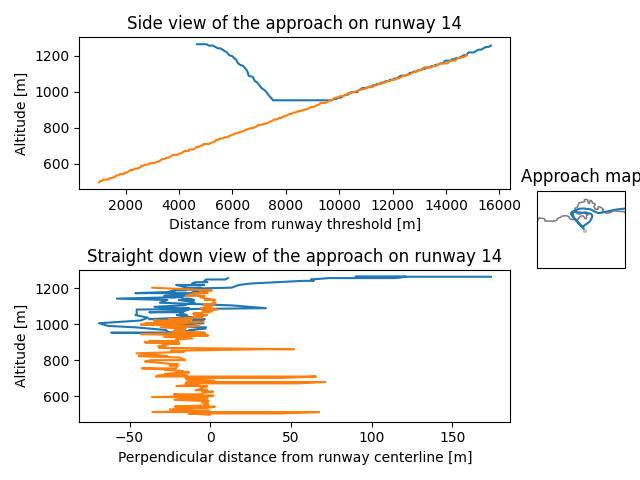 Side view of the approach on runway 14
1200
1000
800
600
Altitude [m]
2000 4000 6000 8000 10000 12000 14000 16000
Distance from runway threshold [m]
Approach map
Straight down view of the approach on runway 14
1200
1000
800
600
Altitude [m]
−50 0 50 100 150
Perpendicular distance from runway centerline [m]